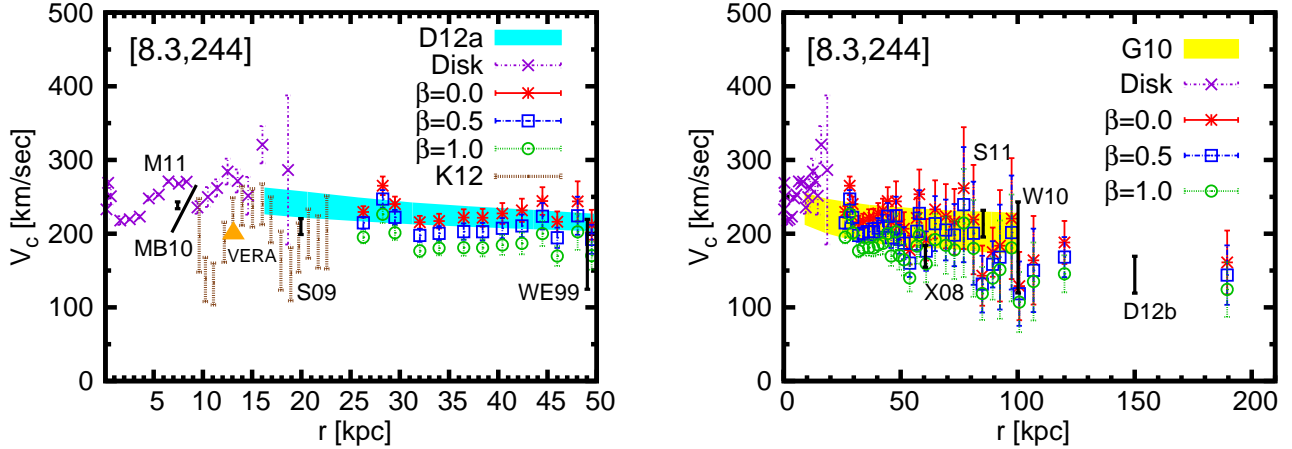 500
400
300
200
100
0
V_c [km/sec]
[8.3,244]
D12a
Disk
β=0.0
β=0.5
β=1.0
K12
M11
MB10
VERA
S09
WE99
5 10 15 20 25 30 35 40 45 50
r [kpc]
500
400
300
200
100
0
V_c [km/sec]
[8.3,244]
G10
Disk
β=0.0
β=0.5
β=1.0
S11
W10
X08
D12b
0 50 100 150 200
r [kpc]